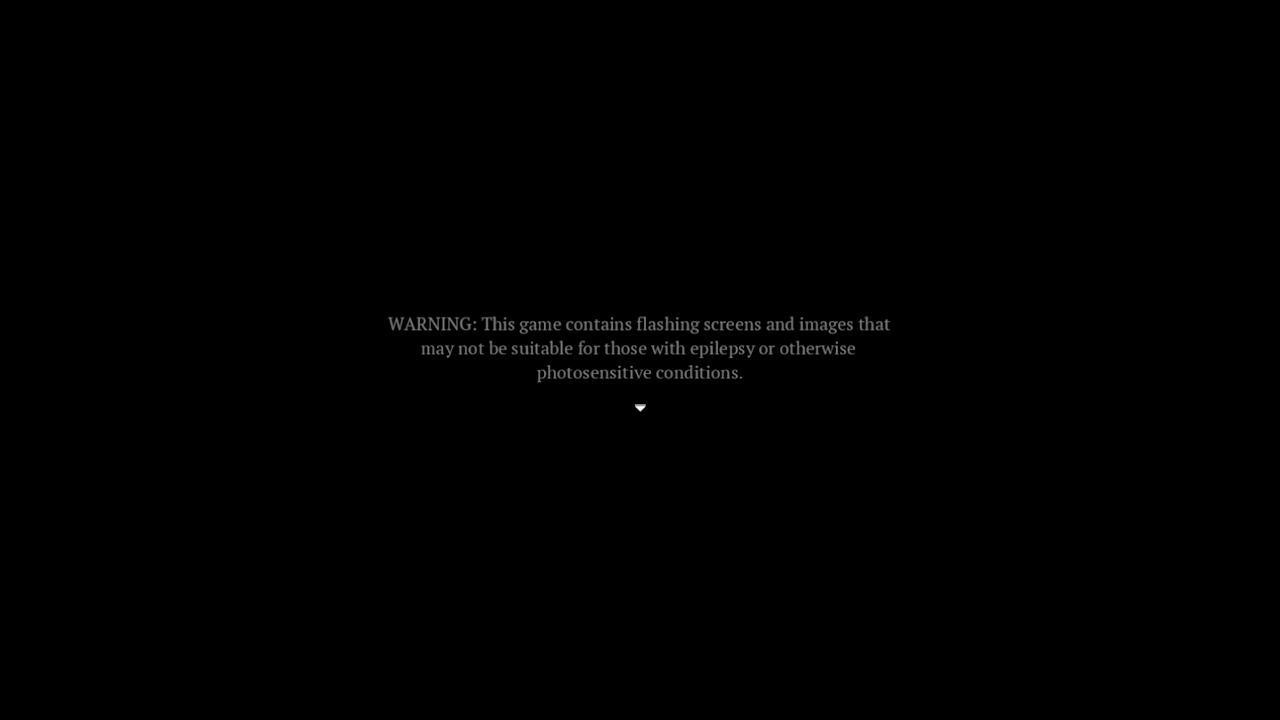 WARNING: This game contains flashing screens and images that
may not be suitable for those with epilepsy or otherwise
photosensitive conditions.